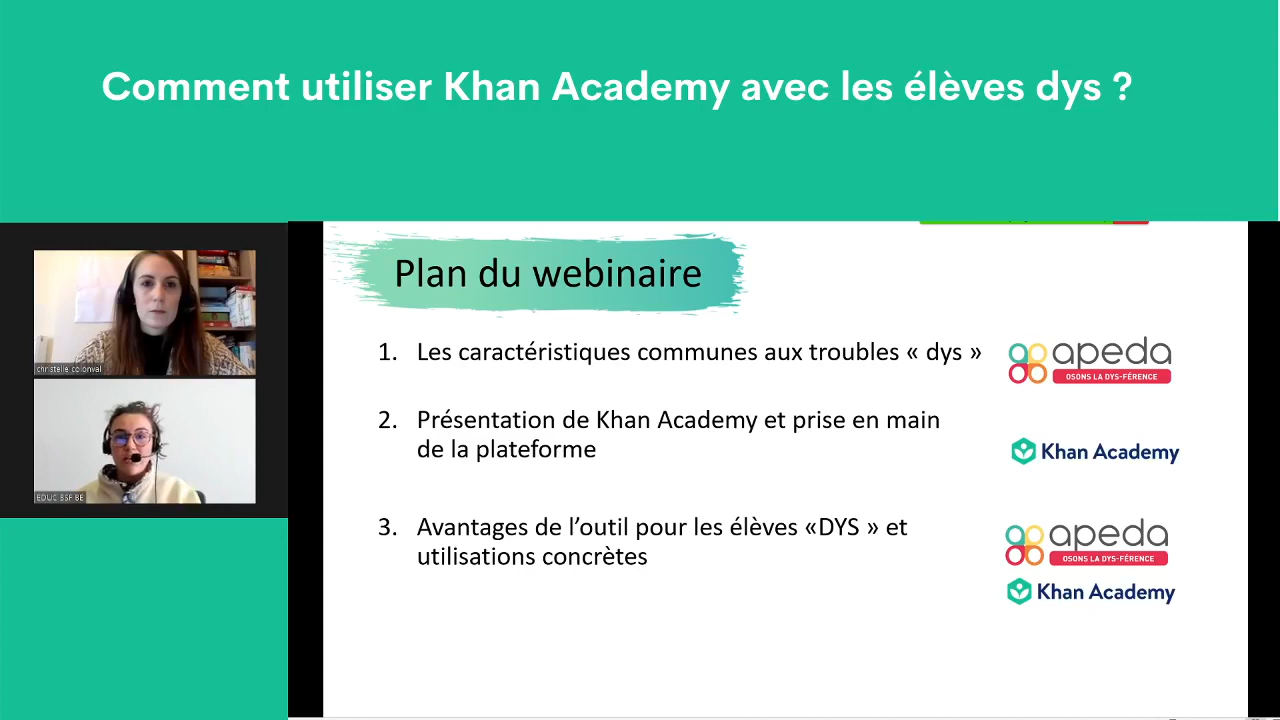 Comment utiliser Khan Academy avec les élèves dys ?
Plan du webinaire
1. Les caractéristiques communes aux troubles « dys »
apeda
OSONS LA DYS-FÉRENCE
2. Présentation de Khan Academy et prise en main
de la plateforme
Khan Academy
3. Avantages de l’outil pour les élèves «DYS » et
utilisations concrètes
apeda
OSONS LA DYS-FÉRENCE
Khan Academy
christelle colonval
EDUC BSF BE